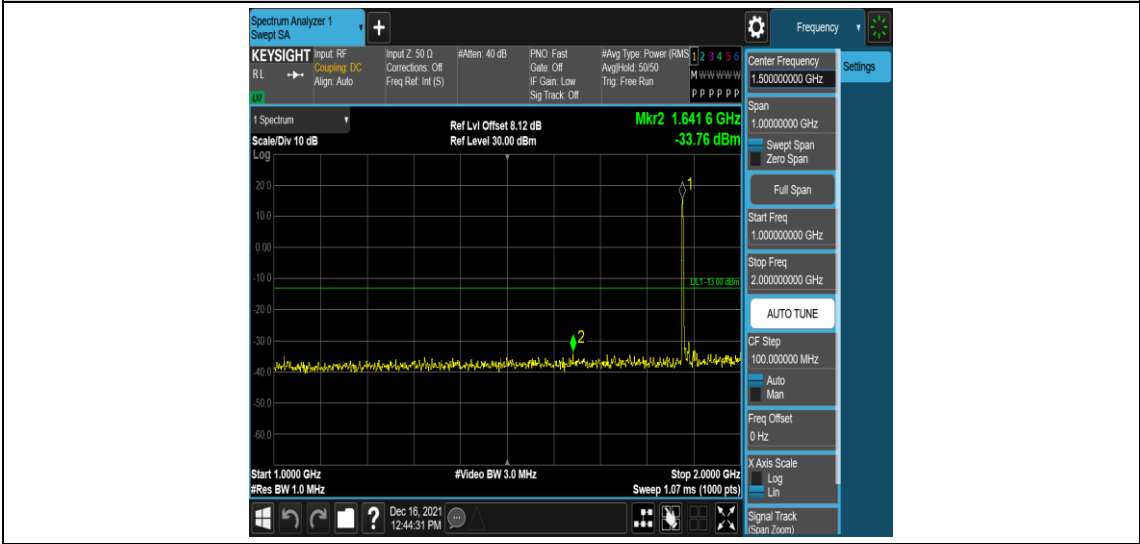 Spectrum Analyzer 1
Swept SA
+
Frequency
KEYSIGHT
RL
Input: RF
Coupling: DC
Align: Auto
Input Z: 50 Ω
Corrections: Off
Freq Ref: Int (S)
#Atten: 40 dB
PNO: Fast
Gate: Off
IF Gain: Low
Sig Track: Off
#Avg Type: Power (RMS
Avg|Hold: 50/50
Trig: Free Run
1 2 3 4 5 6
M W W W W W
P P P P P P
1 Spectrum
Scale/Div 10 dB
Log
Ref Lvl Offset 8.12 dB
Ref Level 30.00 dBm
Mkr2 1.641 6 GHz
-33.76 dBm
1
20.0
10.0
0.00
-10.0
DL1 -13.00 dBm
-20.0
-30.0
2
-40.0
-50.0
-60.0
Start 1.0000 GHz
#Res BW 1.0 MHz
#Video BW 3.0 MHz
Stop 2.0000 GHz
Sweep 1.07 ms (1000 pts)
?
Dec 16, 2021
12:44:31 PM
Center Frequency
1.500000000 GHz
Settings
Span
1.00000000 GHz
Swept Span
Zero Span
Full Span
Start Freq
1.000000000 GHz
Stop Freq
2.000000000 GHz
AUTO TUNE
CF Step
100.000000 MHz
Auto
Man
Freq Offset
0 Hz
X Axis Scale
Log
Lin
Signal Track
(Span Zoom)